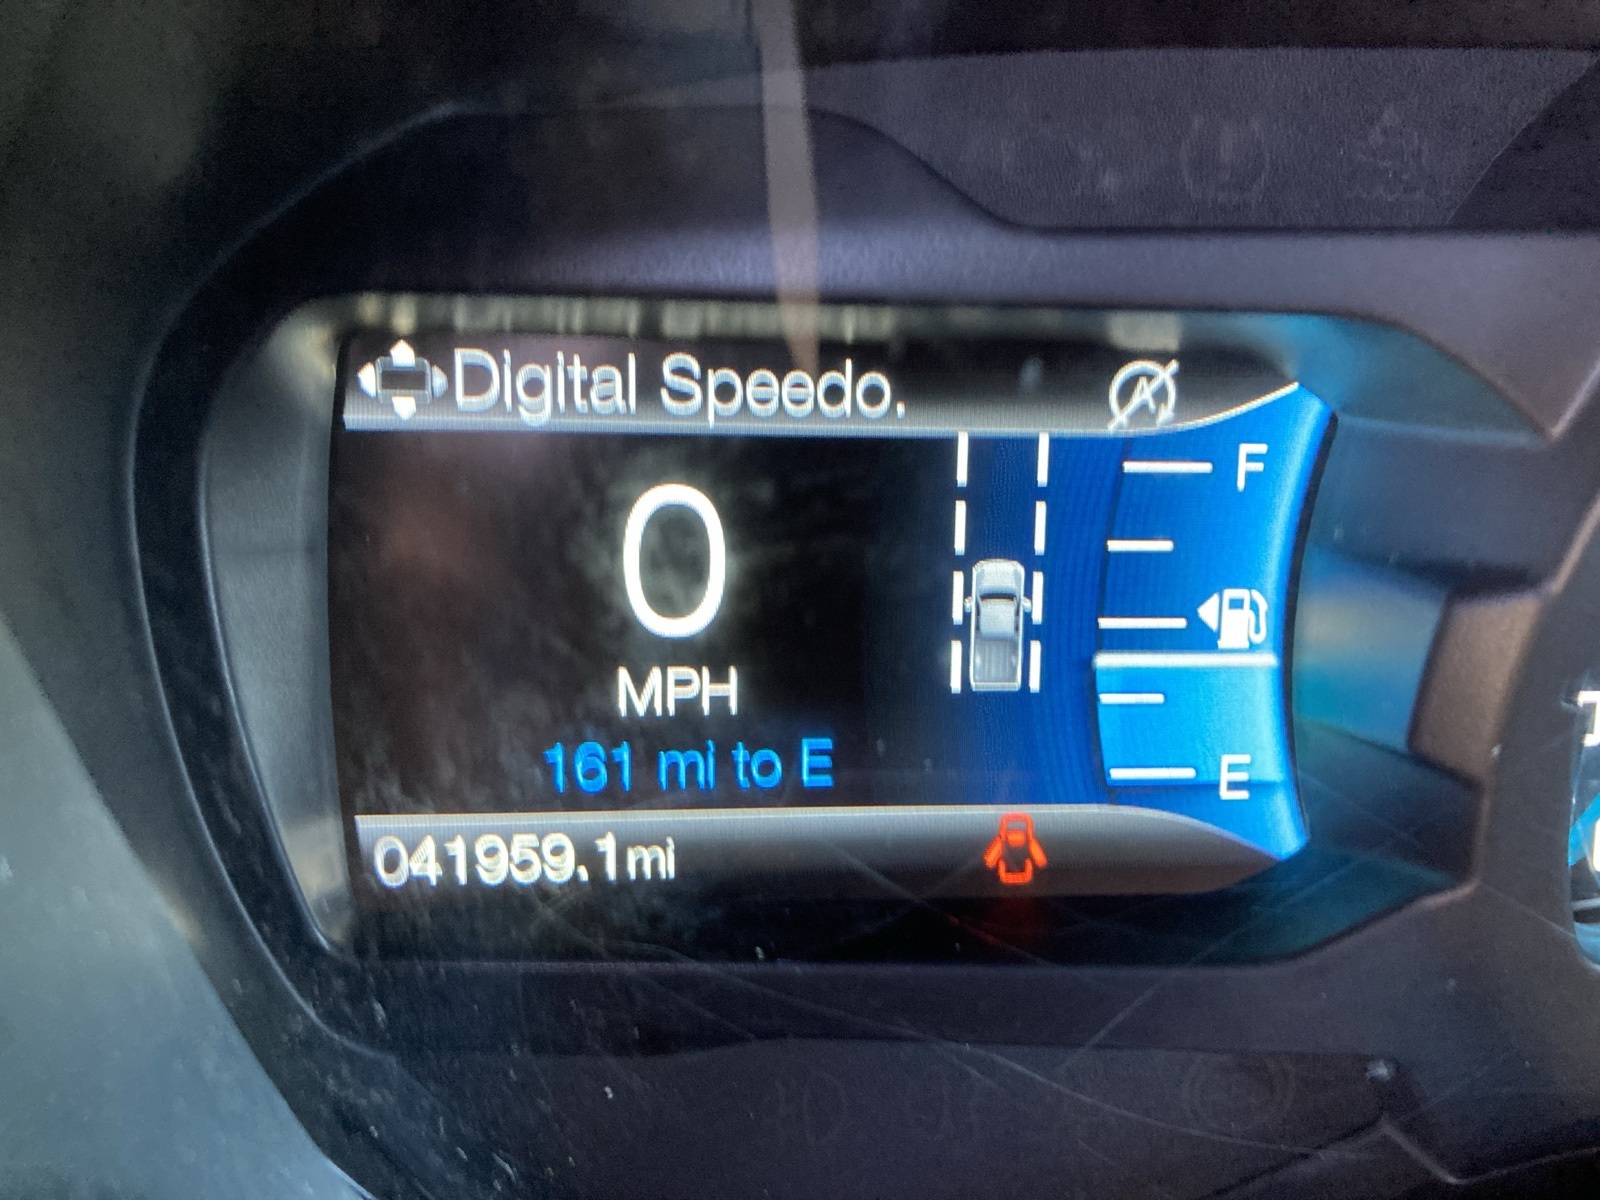 Digital Speedo.
A
F
0
MPH
161 mi to E
E
041959.1mi